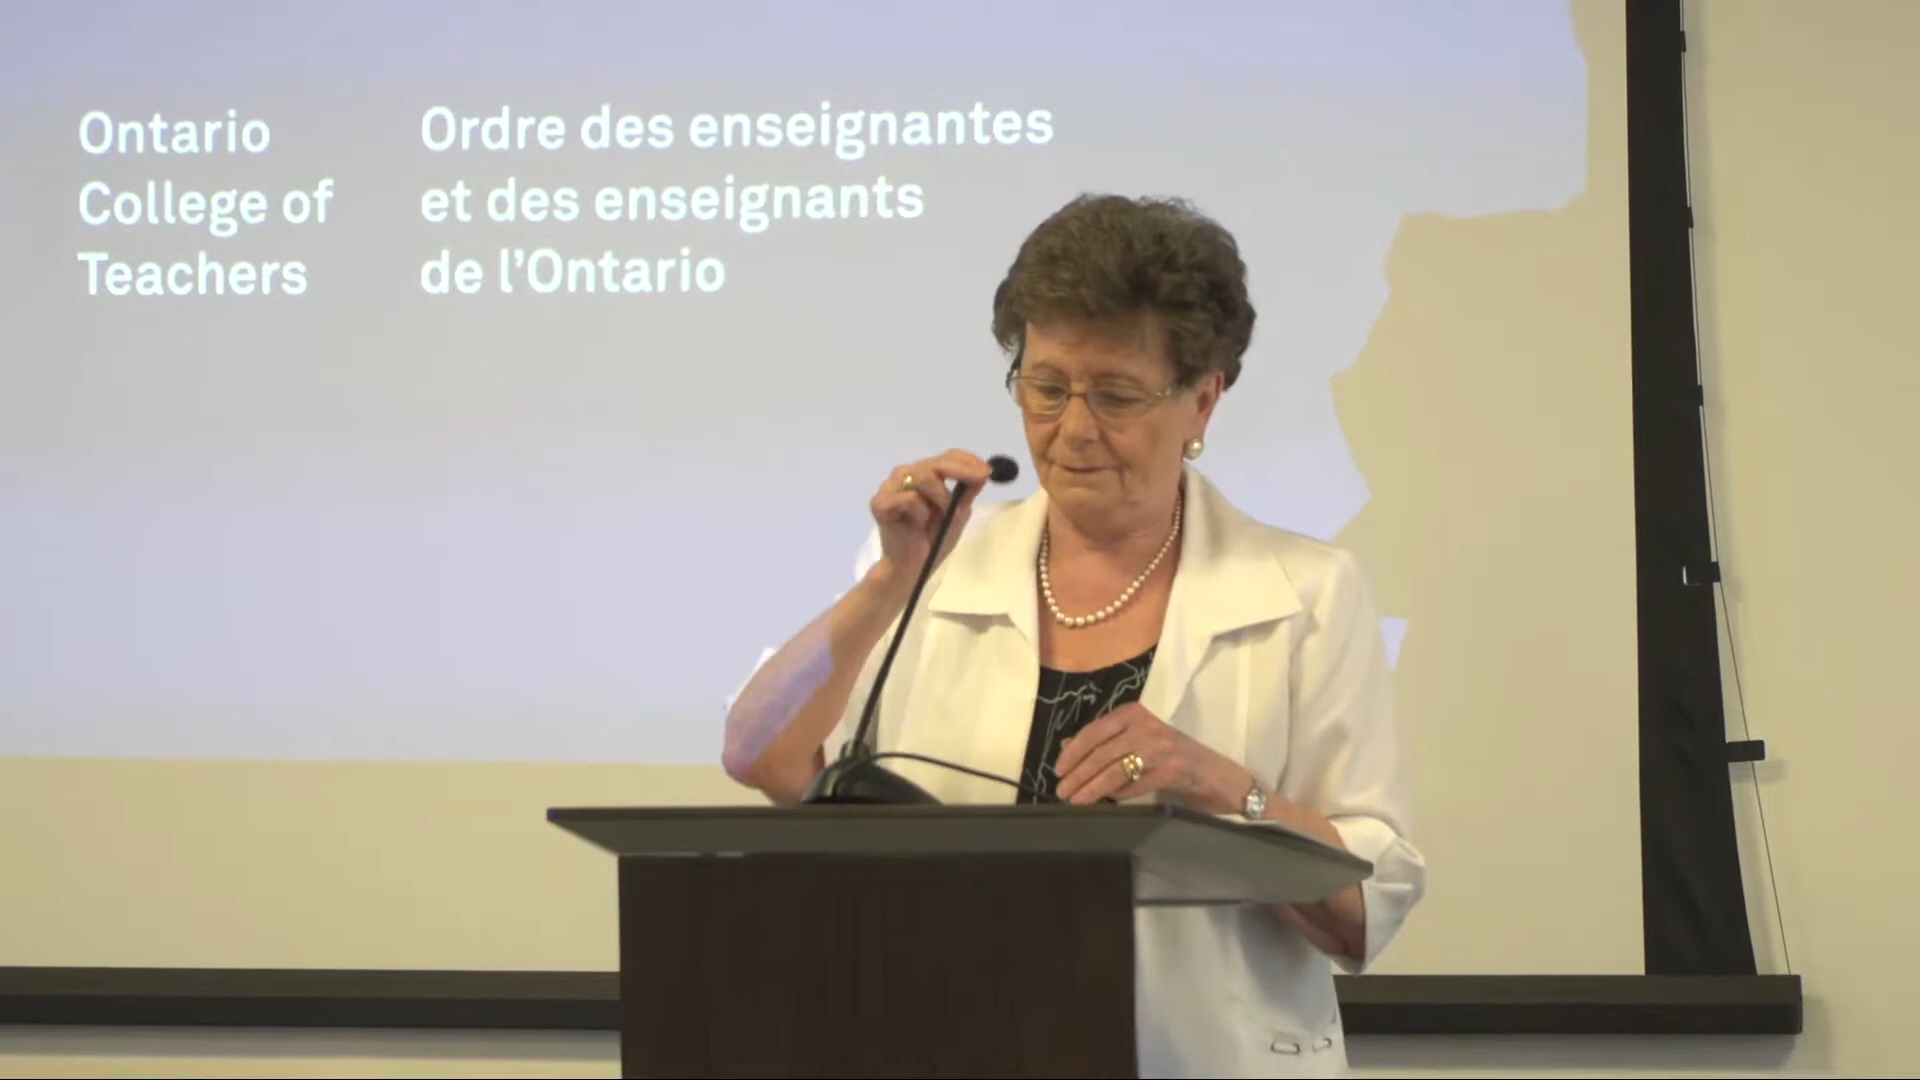 Ontario
College of
Teachers
Ordre des enseignantes
et des enseignants
de l'Ontario